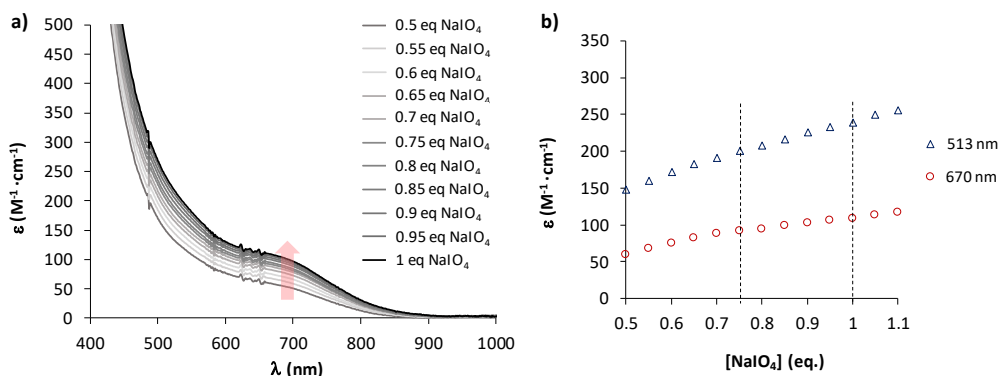 a)
500
450
400
350
300
250
200
150
100
50
0
ε (M⁻¹·cm⁻¹)
400 500 600 700 800 900 1000
λ (nm)
0.5 eq NaIO₄
0.55 eq NaIO₄
0.6 eq NaIO₄
0.65 eq NaIO₄
0.7 eq NaIO₄
0.75 eq NaIO₄
0.8 eq NaIO₄
0.85 eq NaIO₄
0.9 eq NaIO₄
0.95 eq NaIO₄
1 eq NaIO₄
b)
350
300
250
200
150
100
50
0
ε (M⁻¹·cm⁻¹)
0.5 0.6 0.7 0.8 0.9 1 1.1
[NaIO₄] (eq.)
513 nm
670 nm